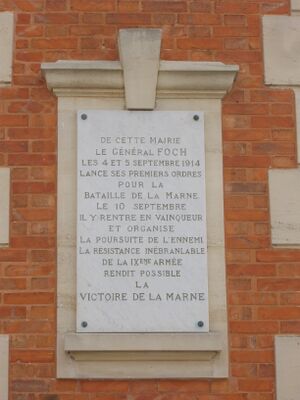 DE CETTE MAIRIE
LE GÉNÉRAL FOCH
LES 4 ET 5 SEPTEMBRE 1914
LANCE SES PREMIERS ORDRES
POUR LA
BATAILLE DE LA MARNE
LE 10 SEPTEMBRE
IL Y RENTRE EN VAINQUEUR
ET ORGANISE
LA POURSUITE DE L'ENNEMI
LA RÉSISTANCE INÉBRANLABLE
DE LA IXEME ARMÉE
RENDIT POSSIBLE
LA
VICTOIRE DE LA MARNE